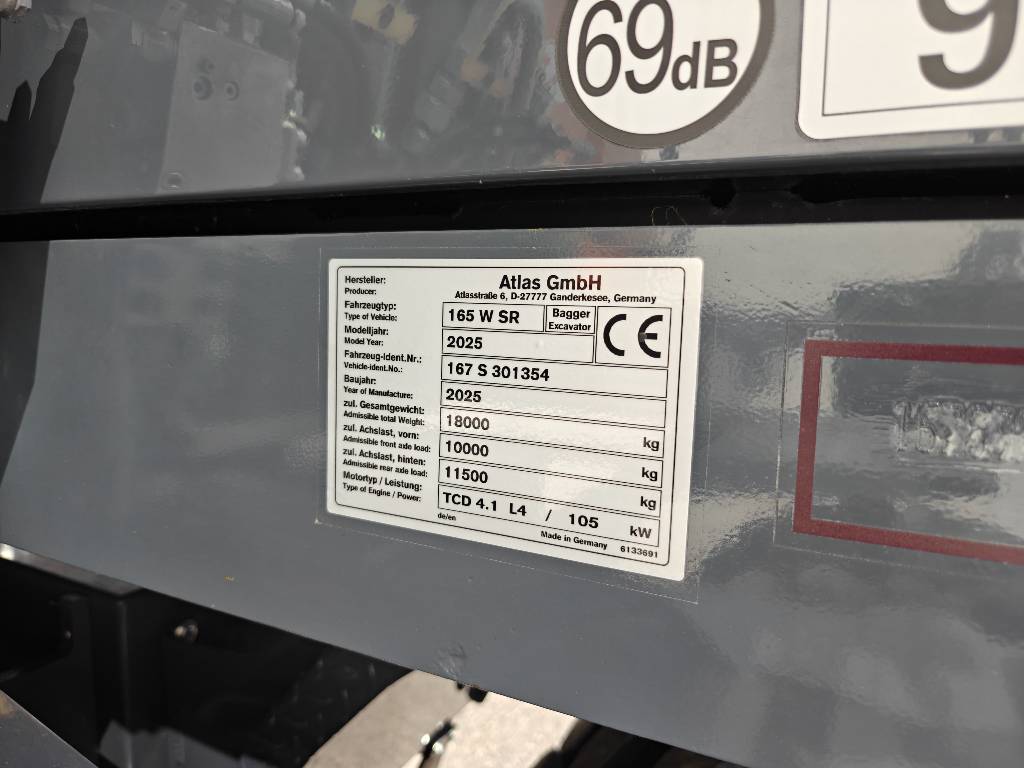 69dB
9
Hersteller: Atlas GmbH
Producer: Atlasstraße 6, D-27777 Ganderkesee, Germany
Fahrzeugtyp: 165 W SR Bagger
Type of Vehicle: Excavator CE
Modelljahr: 2025
Model Year:
Fahrzeug-Ident.Nr.: 167 S 301354
Vehicle-ident.No.:
Baujahr: 2025
Year of Manufacture:
zul. Gesamtgewicht: 18000 kg
Admissible total Weight:
zul. Achslast, vorn: 10000 kg
Admissible front axle load:
zul. Achslast, hinten: 11500 kg
Admissible rear axle load:
Motortyp / Leistung: TCD 4.1 L4 / 105 kW
Type of Engine / Power:
de/en Made in Germany 6133691